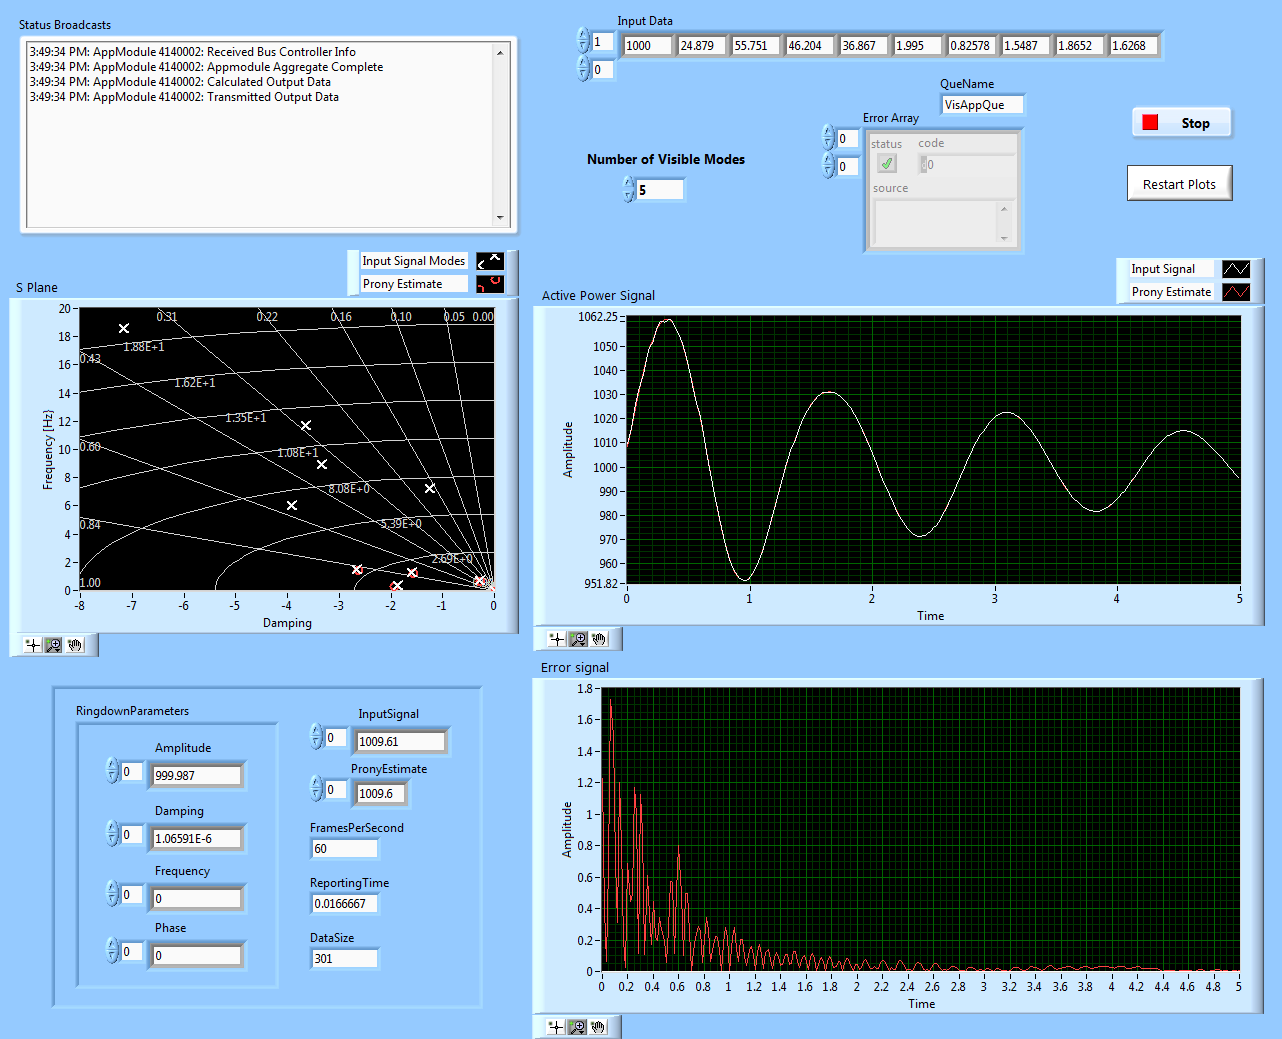 Status Broadcasts
3:49:34 PM: AppModule 4140002: Received Bus Controller Info
3:49:34 PM: AppModule 4140002: Appmodule Aggregate Complete
3:49:34 PM: AppModule 4140002: Calculated Output Data
3:49:34 PM: AppModule 4140002: Transmitted Output Data
Input Data
1
0
1000 24.879 55.751 46.204 36.867 1.995 0.82578 1.5487 1.8652 1.6268
QueName
VisAppQue
Number of Visible Modes
5
Error Array
0
0
status code
0
source
Stop
Restart Plots
Input Signal Modes
Prony Estimate
S Plane
20
18
16
14
12
10
8
6
4
2
0
Frequency [Hz}
0.31 0.22 0.16 0.10 0.05 0.00
0.43
0.60
0.84
1.00
1.88E+1
1.62E+1
1.35E+1
1.08E+1
8.08E+0
5.39E+0
2.69E+0
-8 -7 -6 -5 -4 -3 -2 -1 0
Damping
Input Signal
Prony Estimate
Active Power Signal
1062.25
1050
1040
1030
1020
1010
1000
990
980
970
960
951.82
Amplitude
0 1 2 3 4 5
Time
Error signal
1.8
1.6
1.4
1.2
1
0.8
0.6
0.4
0.2
0
Amplitude
0 0.2 0.4 0.6 0.8 1 1.2 1.4 1.6 1.8 2 2.2 2.4 2.6 2.8 3 3.2 3.4 3.6 3.8 4 4.2 4.4 4.6 4.8 5
Time
RingdownParameters
Amplitude
0 999.987
Damping
0 1.06591E-6
Frequency
0 0
Phase
0 0
InputSignal
0 1009.61
PronyEstimate
0 1009.6
FramesPerSecond
60
ReportingTime
0.0166667
DataSize
301